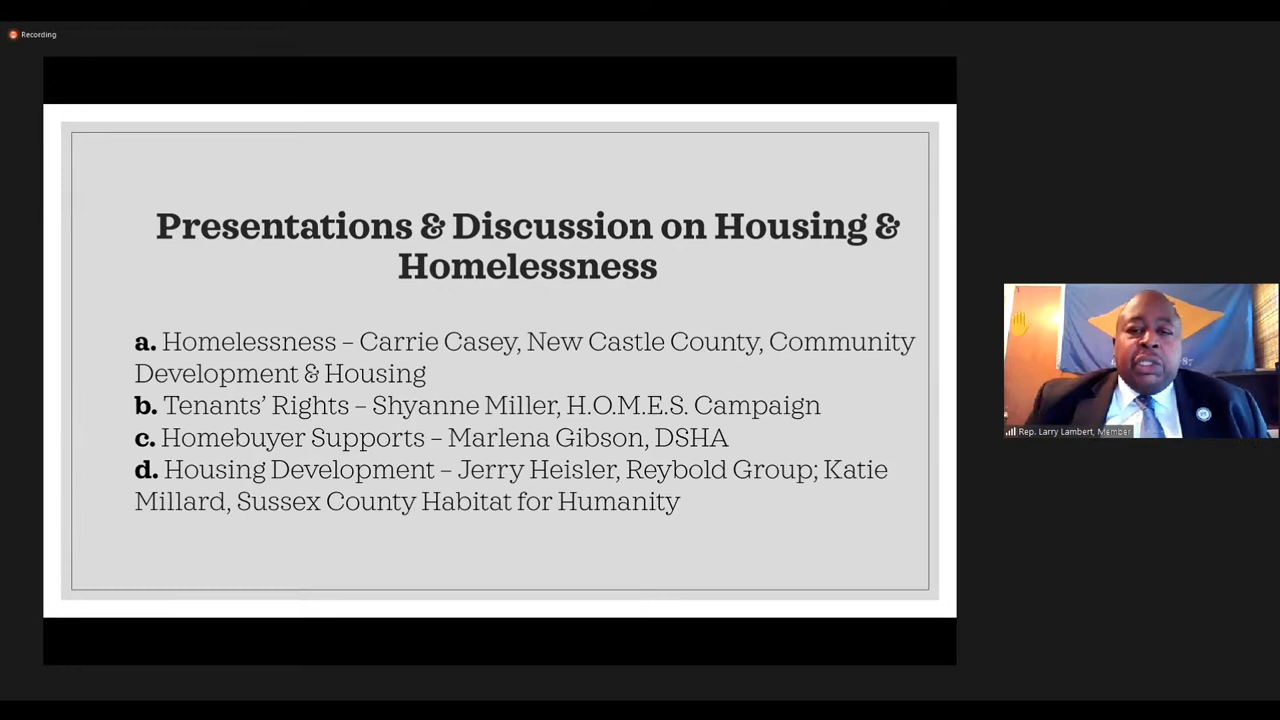 Recording
Presentations & Discussion on Housing &
Homelessness
a. Homelessness – Carrie Casey, New Castle County, Community
Development & Housing
b. Tenants’ Rights – Shyanne Miller, H.O.M.E.S. Campaign
c. Homebuyer Supports – Marlena Gibson, DSHA
d. Housing Development – Jerry Heisler, Reybold Group; Katie
Millard, Sussex County Habitat for Humanity
Rep. Larry Lambert, Member